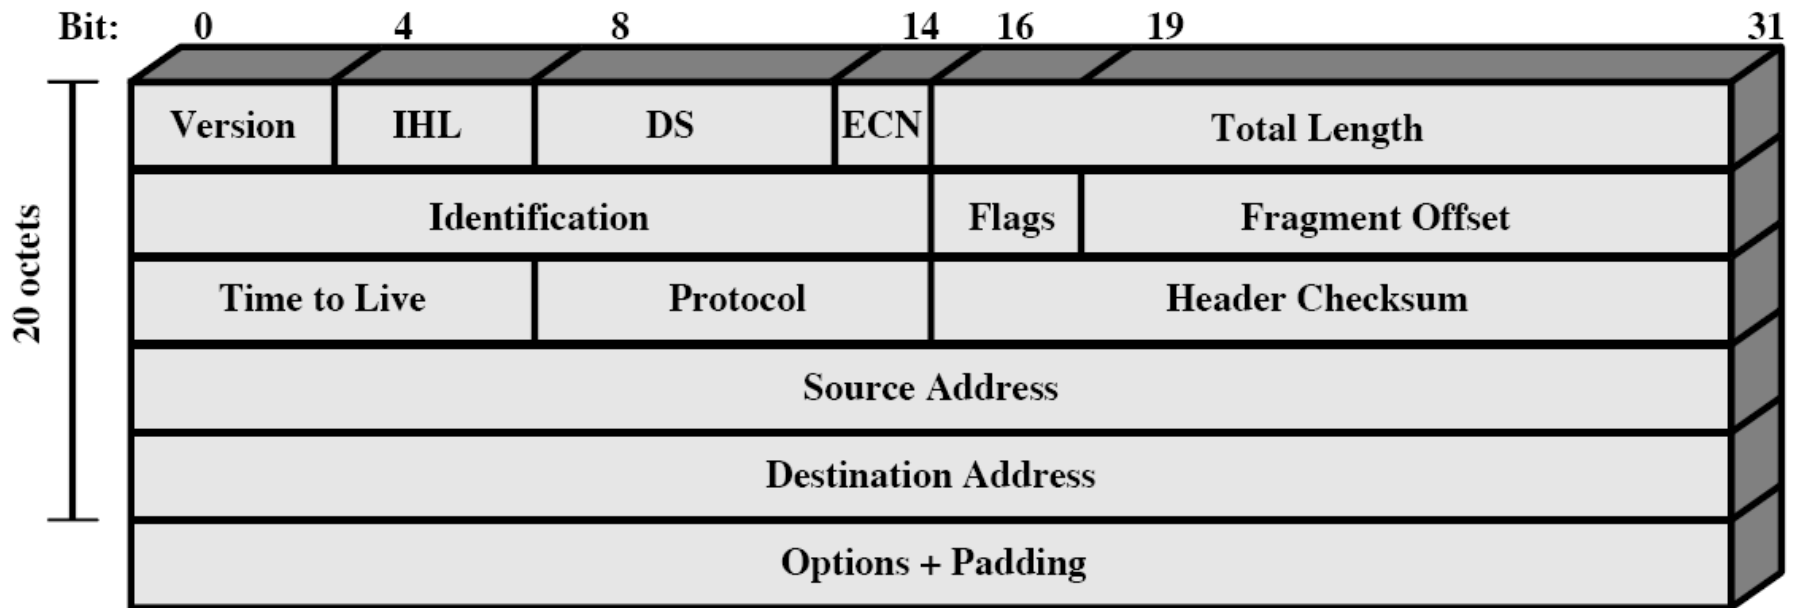 Bit: 0 4 8 14 16 19 31
Version IHL DS ECN Total Length
Identification Flags Fragment Offset
Time to Live Protocol Header Checksum
Source Address
Destination Address
Options + Padding
20 octets